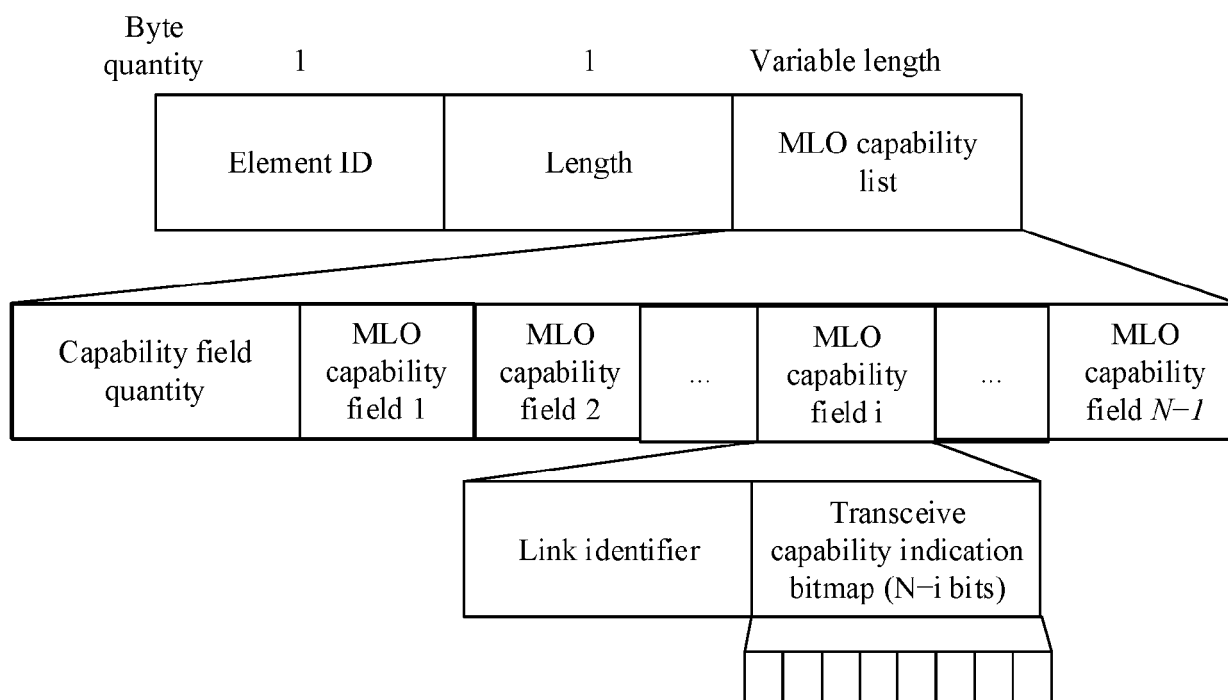 Byte
quantity 1 1 Variable length
Element ID Length MLO capability
list
Capability field
quantity
MLO
capability
field 1
MLO
capability
field 2
...
MLO
capability
field i
...
MLO
capability
field N−1
Link identifier
Transceive
capability indication
bitmap (N−i bits)